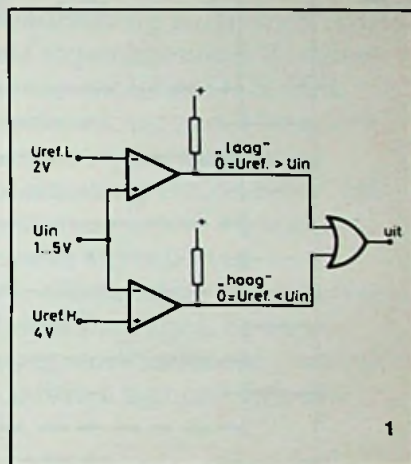 +
„laag"
0=Uref. > Uin
Uref.L
2V
-
+
Uin
1...5V
uit
+
„hoog"
0=Uref. < Uin
-
+
Uref.H
4V
1